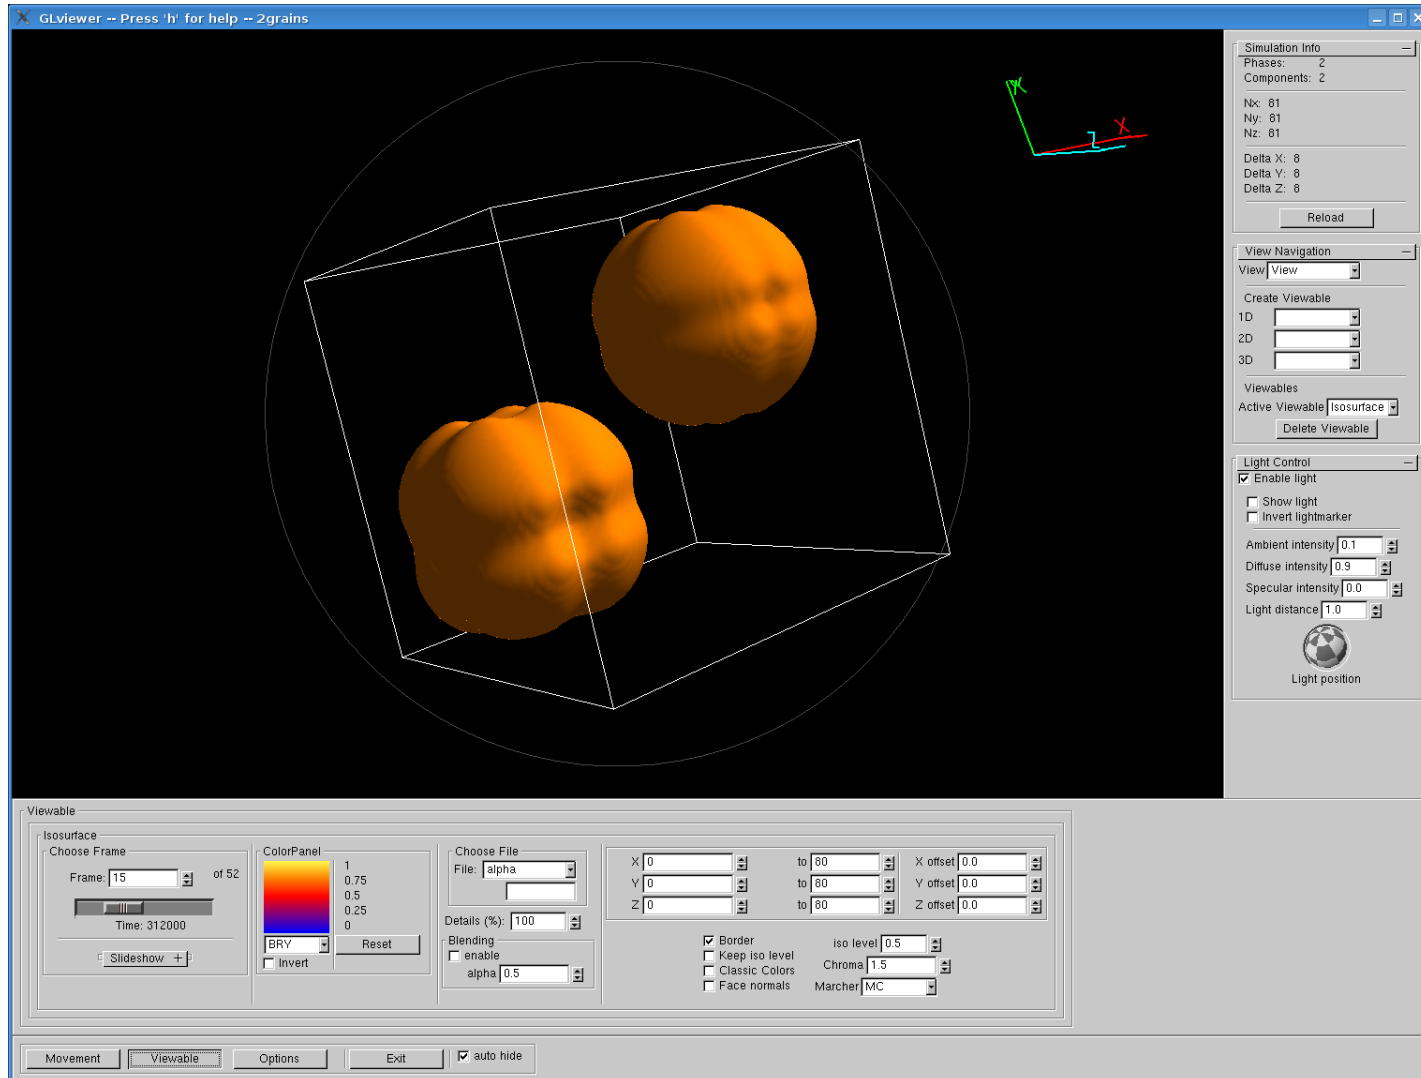 GLviewer -- Press 'h' for help -- 2grains
Y
Z
X
Simulation Info
Phases: 2
Components: 2
Nx: 81
Ny: 81
Nz: 81
Delta X: 8
Delta Y: 8
Delta Z: 8
Reload
View Navigation
View View
Create Viewable
1D
2D
3D
Viewables
Active Viewable Isosurface
Delete Viewable
Light Control
Enable light
Show light
Invert lightmarker
Ambient intensity 0.1
Diffuse intensity 0.9
Specular intensity 0.0
Light distance 1.0
Light position
Viewable
Isosurface
Choose Frame
Frame: 15 of 52
Time: 312000
Slideshow +
ColorPanel
1
0.75
0.5
0.25
0
BRY
Reset
Invert
Choose File
File: alpha
Details (%): 100
Blending
enable
alpha 0.5
X 0 to 80 X offset 0.0
Y 0 to 80 Y offset 0.0
Z 0 to 80 Z offset 0.0
Border
Keep iso level
Classic Colors
Face normals
iso level 0.5
Chroma 1.5
Marcher MC
Movement
Viewable
Options
Exit
auto hide